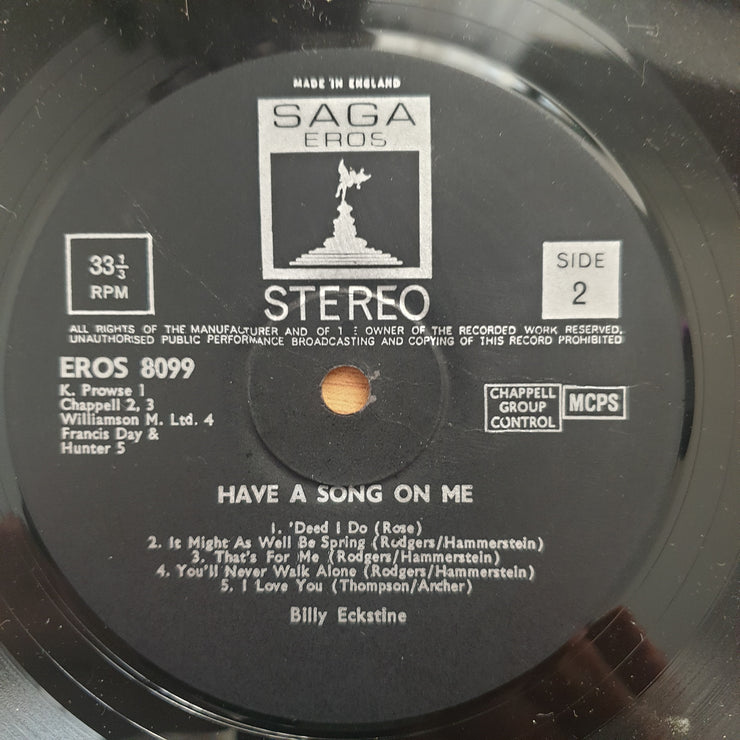 MADE IN ENGLAND
SAGA
EROS
33 1/3
RPM
STEREO
SIDE
2
ALL RIGHTS OF THE MANUFACTURER AND OF T E OWNER OF THE RECORDED WORK RESERVED.
UNAUTHORISED PUBLIC PERFORMANCE BROADCASTING AND COPYING OF THIS RECORD PROHIBITED
EROS 8099
K. Prowse 1
Chappell 2, 3
Williamson M. Ltd. 4
Francis Day &
Hunter 5
CHAPPELL
GROUP
CONTROL
MCPS
HAVE A SONG ON ME
1. 'Deed I Do (Rose)
2. It Might As Well Be Spring (Rodgers/Hammerstein)
3. That's For Me (Rodgers/Hammerstein)
4. You'll Never Walk Alone (Rodgers/Hammerstein)
5. I Love You (Thompson/Archer)
Billy Eckstine